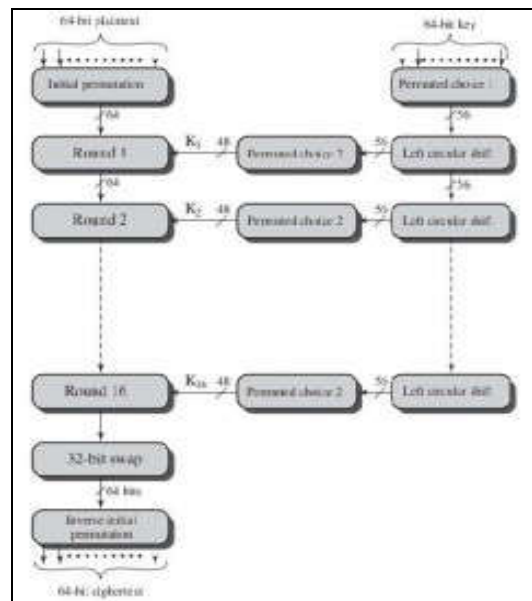 64-bit plaintext
64-bit key
Initial permutation
Permuted choice 1
64
56
Round 1
K1
48
Permuted choice 2
56
Left circular shift
64
56
Round 2
K2
48
Permuted choice 2
56
Left circular shift
Round 16
K16
48
Permuted choice 2
56
Left circular shift
32-bit swap
64 bits
Inverse initial
permutation
64-bit ciphertext